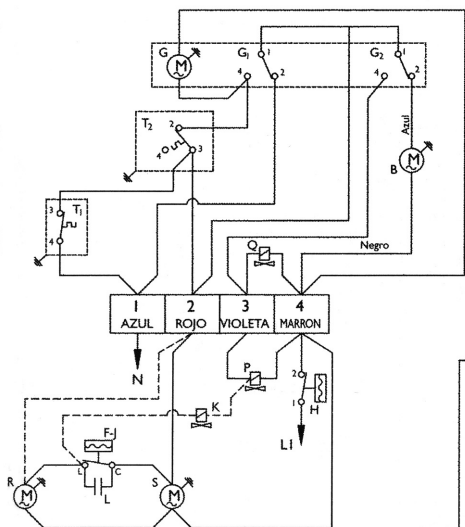 G
M
G₁
1
4
2
G₂
1
4
2
T₂
2
4
3
Azul
M
B
T₁
3
4
Q
Negro
1
2
3
4
AZUL
ROJO
VIOLETA
MARRON
N
P
2
1
H
K
F-J
L1
L
C
R
M
L
S
M